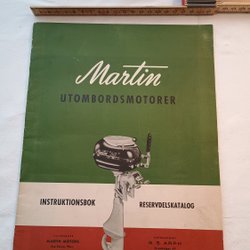 Martin
UTOMBORDSMOTORER
INSTRUKTIONSBOK
RESERVDELSKATALOG
MARTIN MOTORS